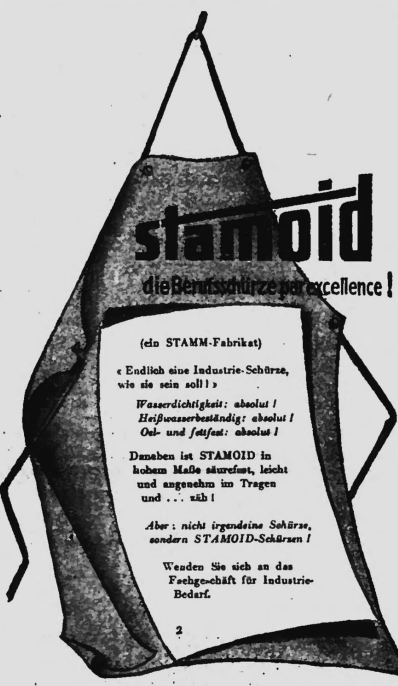 stamoid
die Berufsschürze par excellence !
(ein STAMM-Fabrikat)
« Endlich eine Industrie-Schürze,
wie sie sein soll ! »
Wasserdichtigkeit: absolut !
Heißwasserbeständig: absolut !
Oel- und fettfest: absolut !
Daneben ist STAMOID in
hohem Maße säurefest, leicht
und angenehm im Tragen
und ... zäh !
Aber : nicht irgendeine Schürze,
sondern STAMOID-Schürzen !
Wenden Sie sich an das
Fachgeschäft für Industrie-
Bedarf.
2